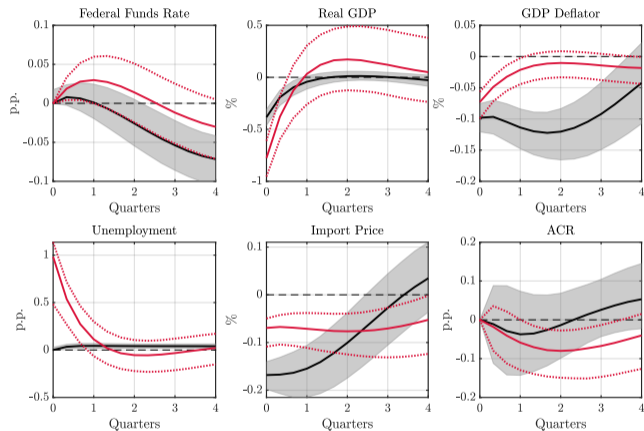 Federal Funds Rate
0.1
0.05
0
-0.05
-0.1
p.p.
0 1 2 3 4
Quarters
Real GDP
0.5
0
-0.5
-1
%
0 1 2 3 4
Quarters
GDP Deflator
0.05
0
-0.05
-0.1
-0.15
-0.2
%
0 1 2 3 4
Quarters
Unemployment
1
0.5
0
-0.5
p.p.
0 1 2 3 4
Quarters
Import Price
0.1
0
-0.1
-0.2
%
0 1 2 3 4
Quarters
ACR
0.2
0.1
0
-0.1
-0.2
p.p.
0 1 2 3 4
Quarters